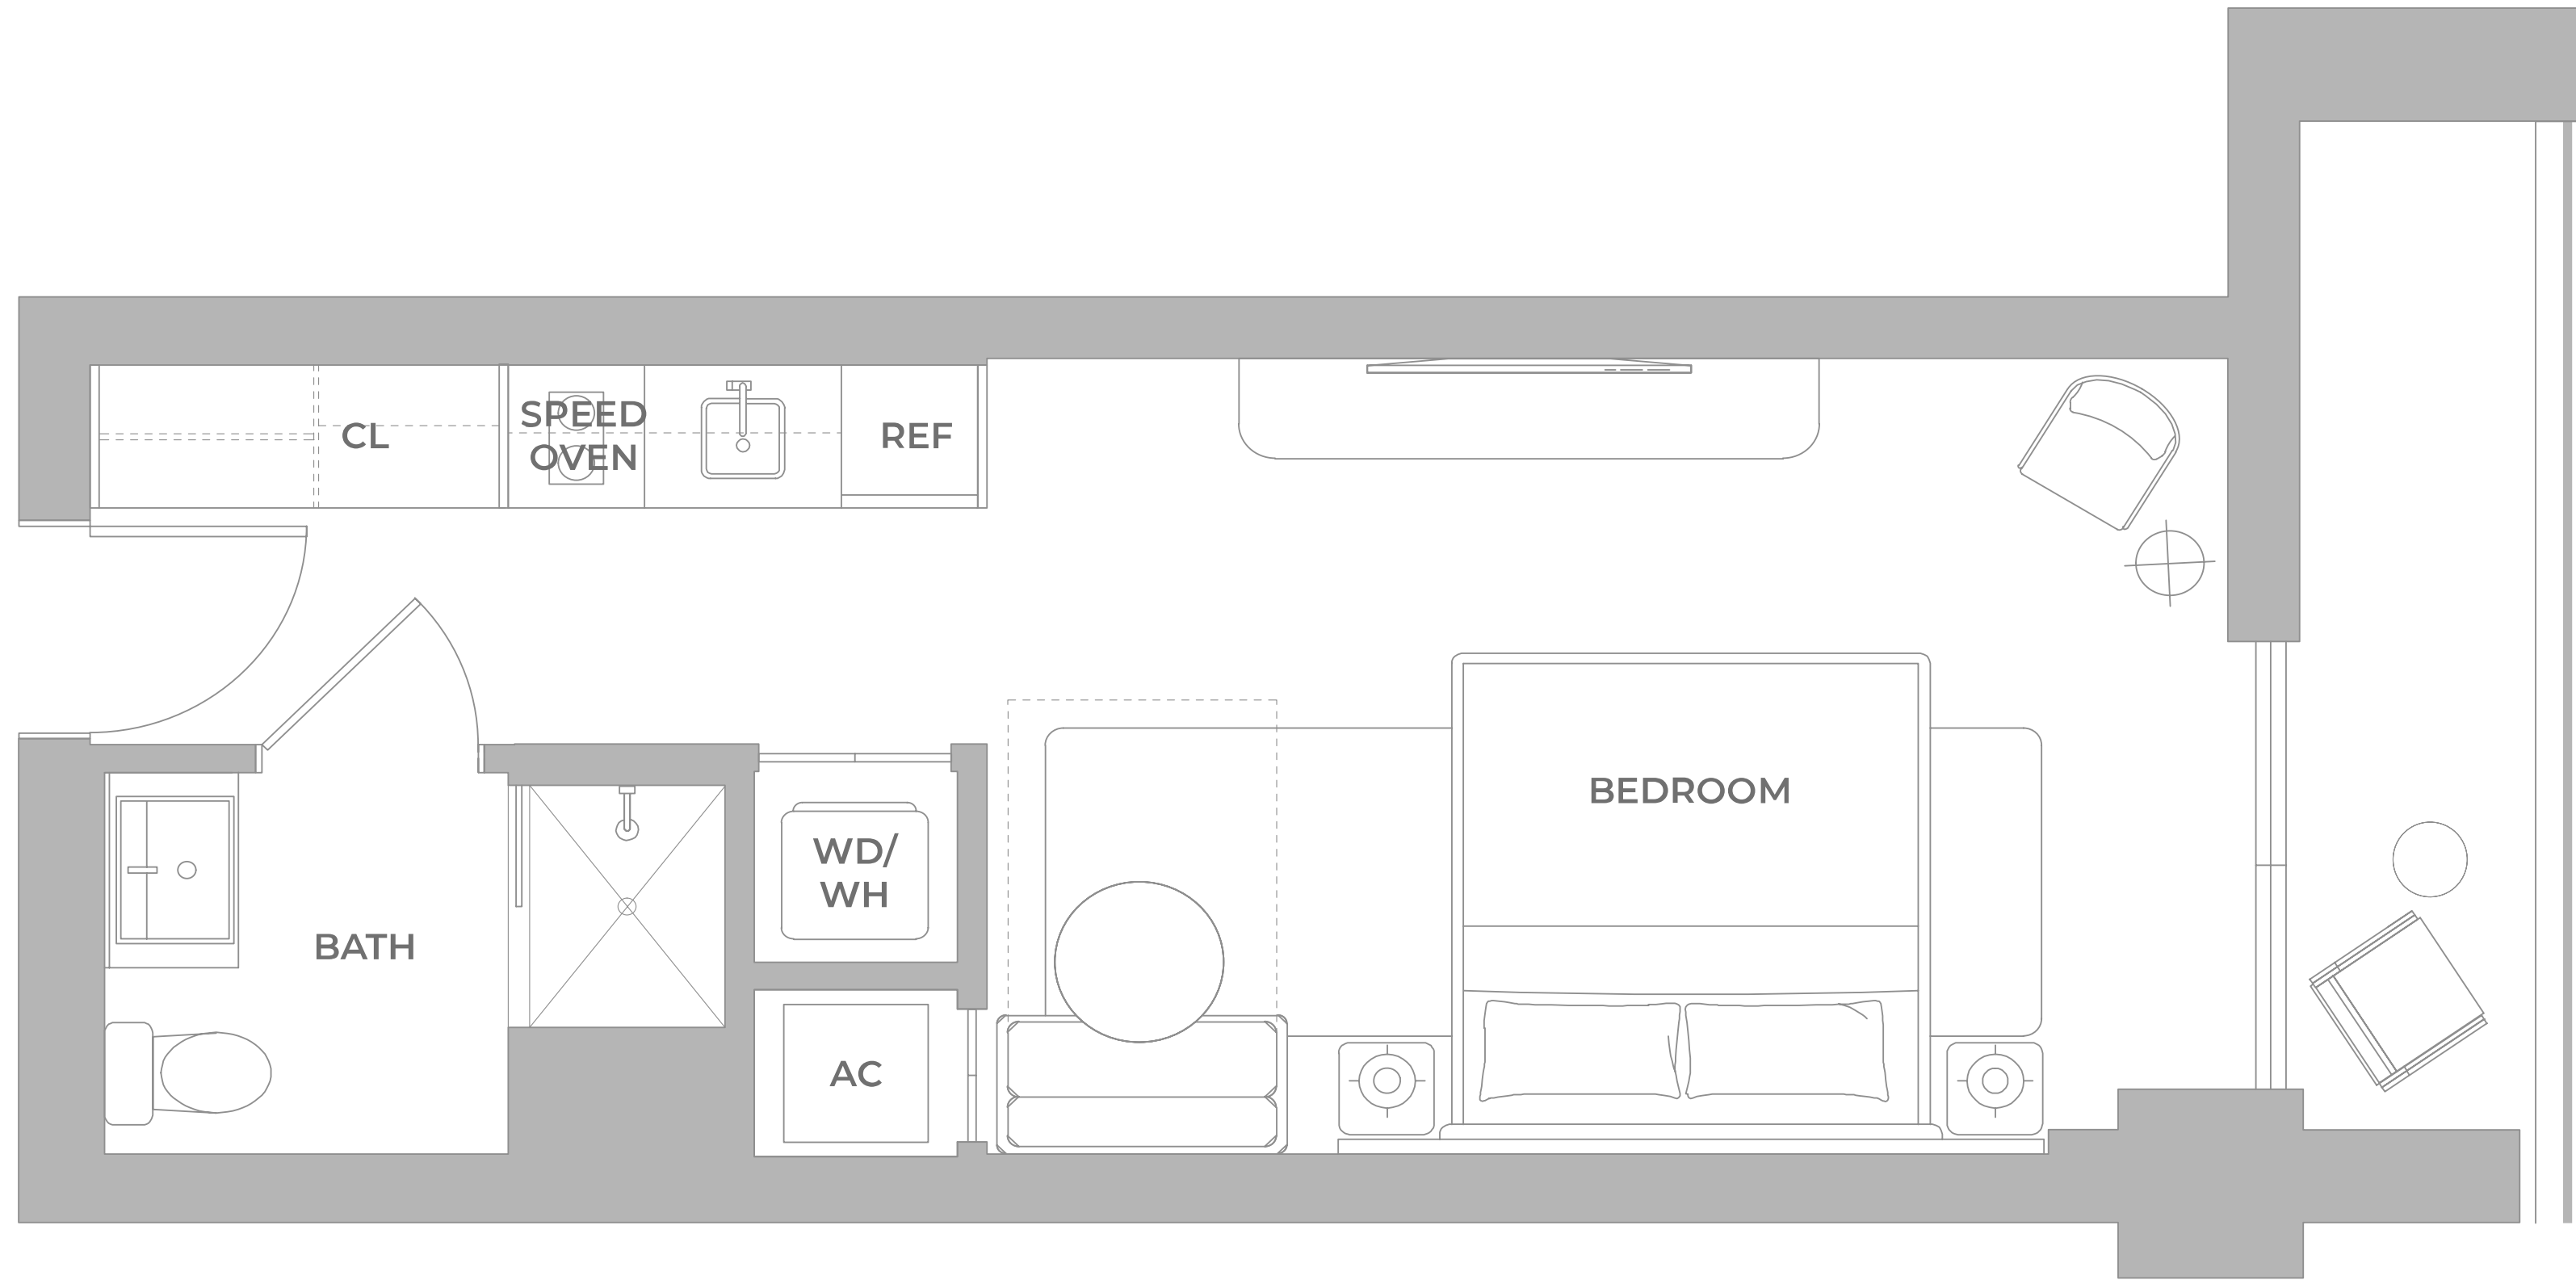 CL
SPEED
OVEN
REF
BEDROOM
WD/
WH
BATH
AC